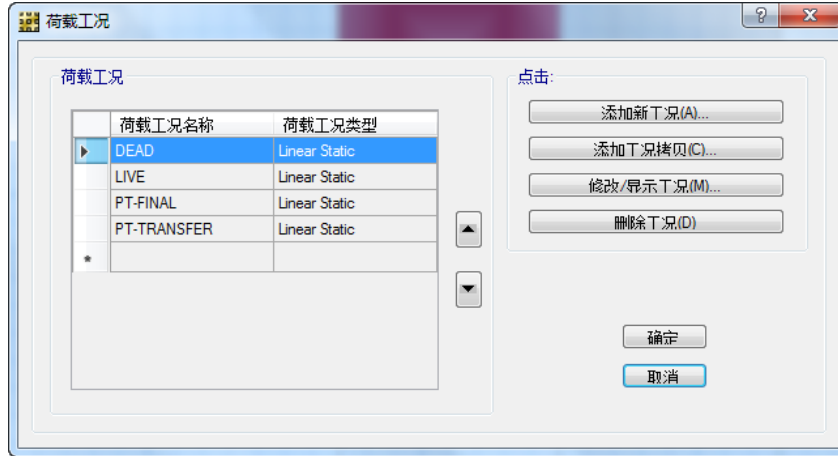 荷载工况
荷载工况
荷载工况名称 荷载工况类型
DEAD Linear Static
LIVE Linear Static
PT-FINAL Linear Static
PT-TRANSFER Linear Static
*
点击:
添加新工况(A)...
添加工况拷贝(C)...
修改/显示工况(M)...
删除工况(D)
确定
取消